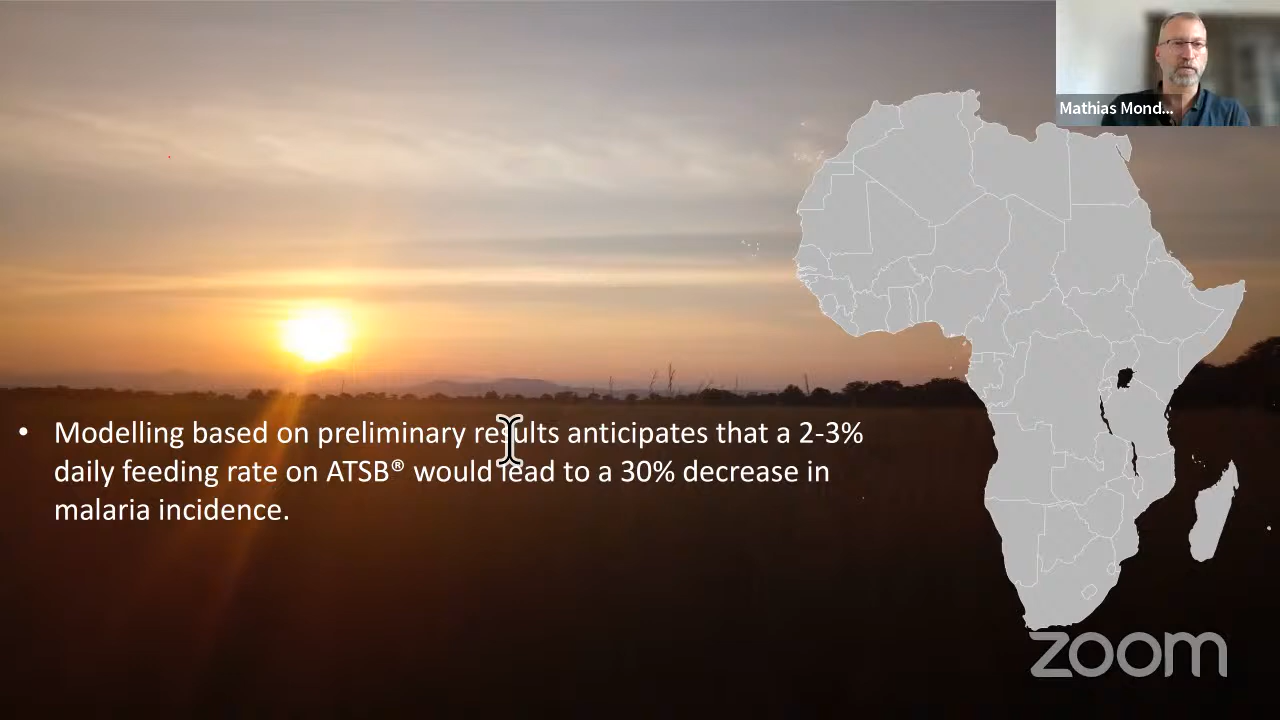 Mathias Mond...
• Modelling based on preliminary results anticipates that a 2-3%
daily feeding rate on ATSB® would lead to a 30% decrease in
malaria incidence.
zoom